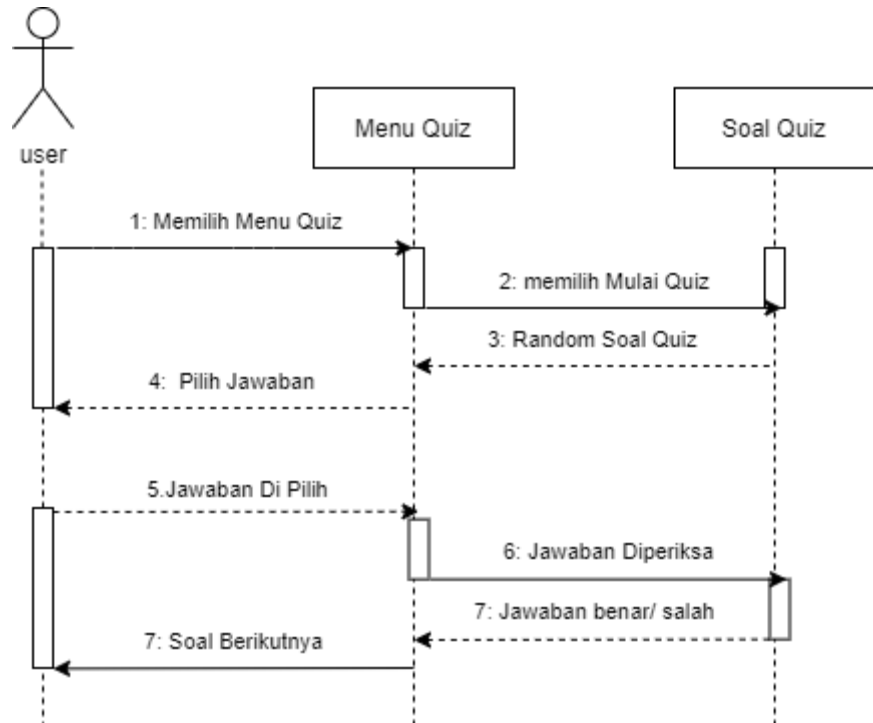 Menu Quiz
Soal Quiz
user
1: Memilih Menu Quiz
2: memilih Mulai Quiz
3: Random Soal Quiz
4: Pilih Jawaban
5.Jawaban Di Pilih
6: Jawaban Diperiksa
7: Jawaban benar/ salah
7: Soal Berikutnya